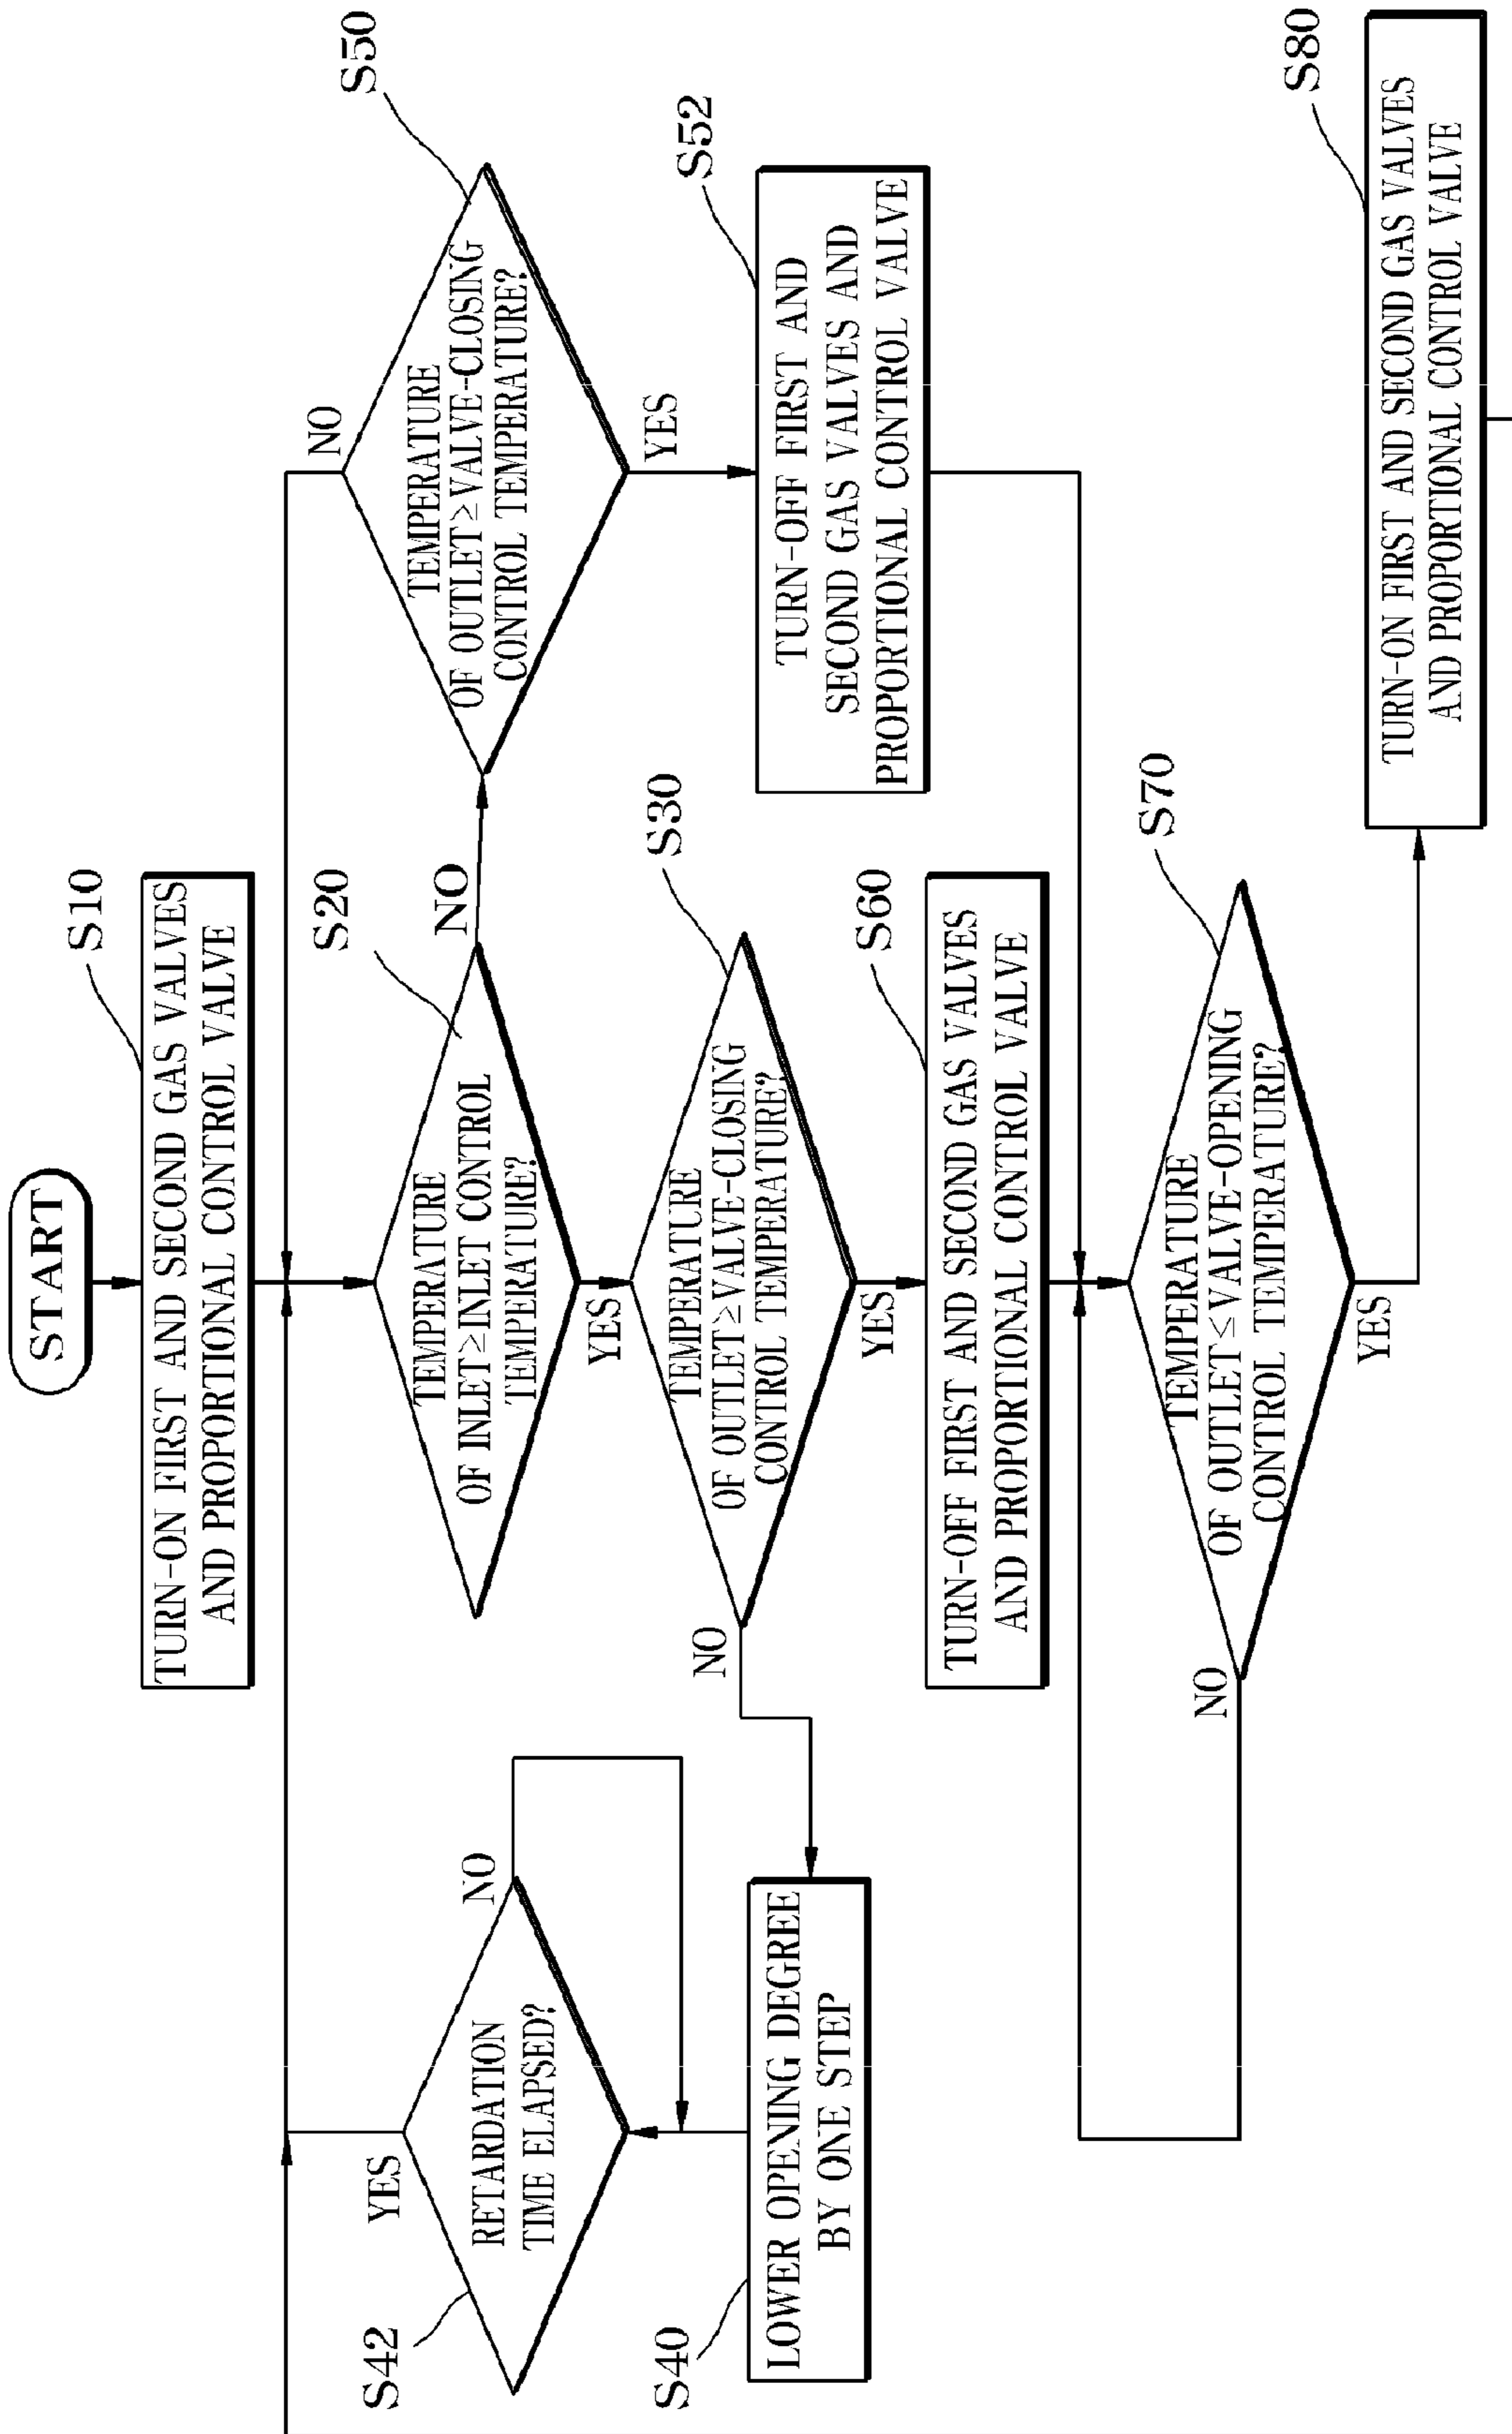 START
S10
TURN-ON FIRST AND SECOND GAS VALVES
AND PROPORTIONAL CONTROL VALVE
S20
TEMPERATURE
OF INLET≥INLET CONTROL
TEMPERATURE?
NO
YES
S50
TEMPERATURE
OF OUTLET≥VALVE-CLOSING
CONTROL TEMPERATURE?
NO
YES
S52
TURN-OFF FIRST AND
SECOND GAS VALVES AND
PROPORTIONAL CONTROL VALVE
S30
TEMPERATURE
OF OUTLET≥VALVE-CLOSING
CONTROL TEMPERATURE?
NO
YES
S42
RETARDATION
TIME ELAPSED?
YES
NO
S40
LOWER OPENING DEGREE
BY ONE STEP
S60
TURN-OFF FIRST AND SECOND GAS VALVES
AND PROPORTIONAL CONTROL VALVE
S70
TEMPERATURE
OF OUTLET≤VALVE-OPENING
CONTROL TEMPERATURE?
NO
YES
S80
TURN-ON FIRST AND SECOND GAS VALVES
AND PROPORTIONAL CONTROL VALVE